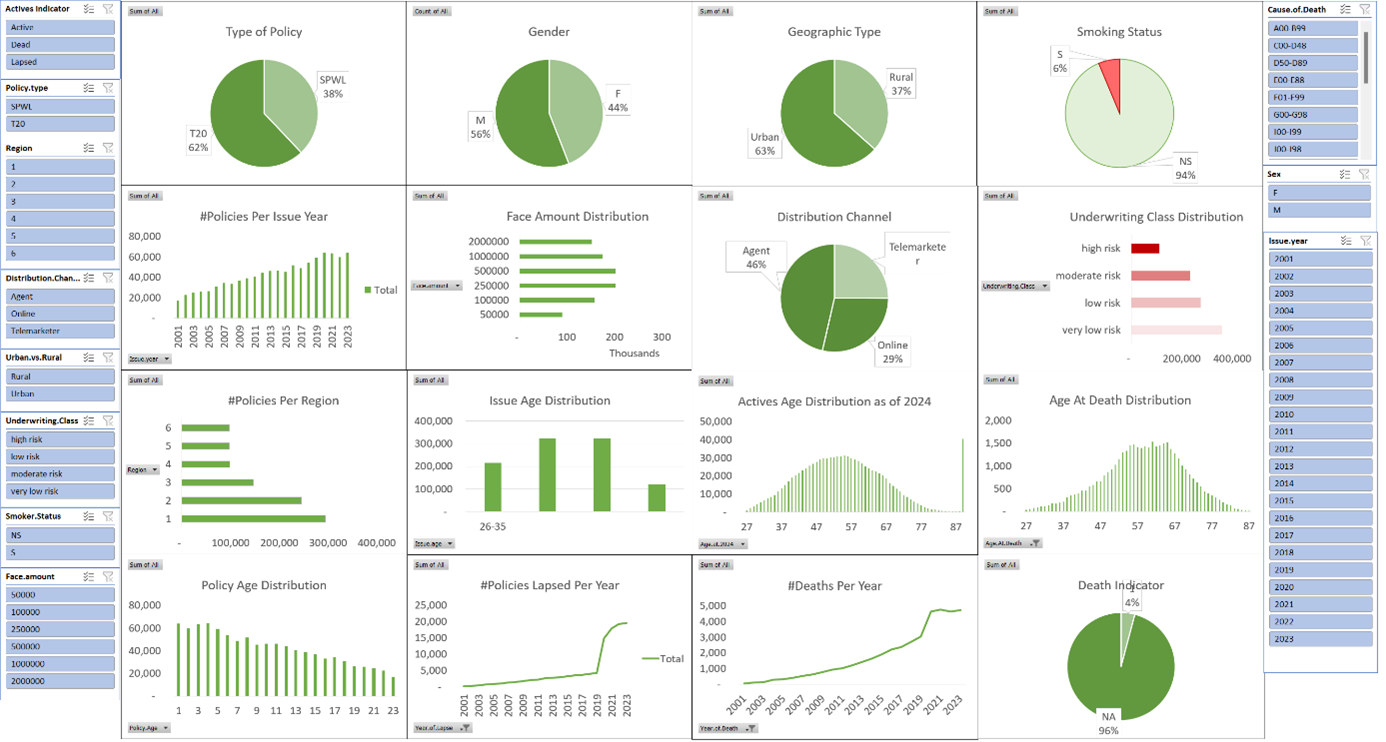 Actives Indicator
Active
Dead
Lapsed
Policy.type
SPWL
T20
Region
1
2
3
4
5
6
Distribution.Chan...
Agent
Online
Telemarketer
Urban.vs.Rural
Rural
Urban
Underwriting.Class
high risk
low risk
moderate risk
very low risk
Smoker.Status
NS
S
Face.amount
50000
100000
250000
500000
1000000
2000000
Sum of All
Type of Policy
SPWL
38%
T20
62%
Count of All
Gender
F
44%
M
56%
Sum of All
Geographic Type
Rural
37%
Urban
63%
Sum of All
Smoking Status
S
6%
NS
94%
Sum of All
#Policies Per Issue Year
80,000
60,000
40,000
20,000
-
Total
2001
2003
2005
2007
2009
2011
2013
2015
2017
2019
2021
2023
Issue.year
Sum of All
Face Amount Distribution
2000000
1000000
500000
250000
100000
50000
Face.amount
- 100 200 300
Thousands
Sum of All
Distribution Channel
Agent
46%
Telemarkete
r
Online
29%
Sum of All
Underwriting Class Distribution
high risk
moderate risk
low risk
very low risk
Underwriting.Class
- 200,000 400,000
Sum of All
#Policies Per Region
6
5
4
3
2
1
Region
- 100,000 200,000 300,000 400,000
Sum of All
Issue Age Distribution
400,000
300,000
200,000
100,000
-
26-35
Issue.age
Sum of All
Actives Age Distribution as of 2024
50,000
40,000
30,000
20,000
10,000
-
27 37 47 57 67 77 87
Age.of.2024
Sum of All
Age At Death Distribution
2,000
1,500
1,000
500
-
27 37 47 57 67 77 87
Age.At.Death
Sum of All
Policy Age Distribution
80,000
60,000
40,000
20,000
-
1 3 5 7 9 11 13 15 17 19 21 23
Policy.Age
Sum of All
#Policies Lapsed Per Year
25,000
20,000
15,000
10,000
5,000
-
Total
2001
2003
2005
2007
2009
2011
2013
2015
2017
2019
2021
2023
Year.of.Lapse
Sum of All
#Deaths Per Year
5,000
4,000
3,000
2,000
1,000
-
2001
2003
2005
2007
2009
2011
2013
2015
2017
2019
2021
2023
Year.of.Death
Sum of All
Death Indicator
4%
NA
96%
Cause.of.Death
A00-B99
C00-D48
D50-D89
E00-E88
F01-F99
G00-G98
I00-I99
J00-J98
Sex
F
M
Issue.year
2001
2002
2003
2004
2005
2006
2007
2008
2009
2010
2011
2012
2013
2014
2015
2016
2017
2018
2019
2020
2021
2022
2023